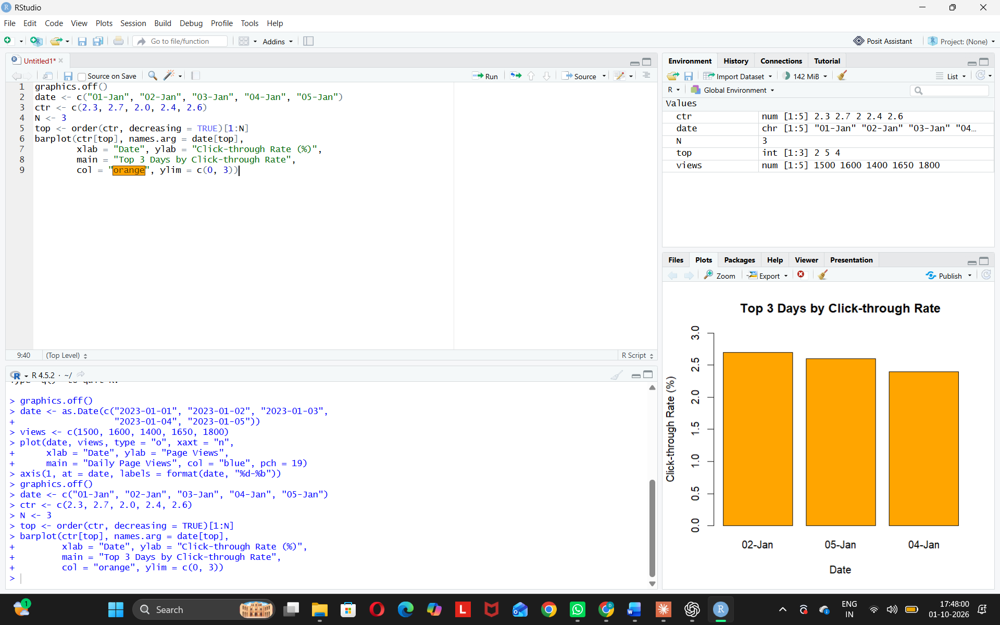 RStudio
File Edit Code View Plots Session Build Debug Profile Tools Help
Go to file/function Addins Posit Assistant Project: (None)
Untitled1*
Source on Save Run Source
1 graphics.off()
2 date <- c("01-Jan", "02-Jan", "03-Jan", "04-Jan", "05-Jan")
3 ctr <- c(2.3, 2.7, 2.0, 2.4, 2.6)
4 N <- 3
5 top <- order(ctr, decreasing = TRUE)[1:N]
6 barplot(ctr[top], names.arg = date[top],
7 xlab = "Date", ylab = "Click-through Rate (%)",
8 main = "Top 3 Days by Click-through Rate",
9 col = "orange", ylim = c(0, 3))
9:40 (Top Level) R Script
R 4.5.2 · ~/
> graphics.off()
> date <- as.Date(c("2023-01-01", "2023-01-02", "2023-01-03",
+ "2023-01-04", "2023-01-05"))
> views <- c(1500, 1600, 1400, 1650, 1800)
> plot(date, views, type = "o", xaxt = "n",
+ xlab = "Date", ylab = "Page Views",
+ main = "Daily Page Views", col = "blue", pch = 19)
> axis(1, at = date, labels = format(date, "%d-%b"))
> graphics.off()
> date <- c("01-Jan", "02-Jan", "03-Jan", "04-Jan", "05-Jan")
> ctr <- c(2.3, 2.7, 2.0, 2.4, 2.6)
> N <- 3
> top <- order(ctr, decreasing = TRUE)[1:N]
> barplot(ctr[top], names.arg = date[top],
+ xlab = "Date", ylab = "Click-through Rate (%)",
+ main = "Top 3 Days by Click-through Rate",
+ col = "orange", ylim = c(0, 3))
>
Environment History Connections Tutorial
Import Dataset 142 MiB List
R Global Environment
Values
ctr num [1:5] 2.3 2.7 2 2.4 2.6
date chr [1:5] "01-Jan" "02-Jan" "03-Jan" "04...
N 3
top int [1:3] 2 5 4
views num [1:5] 1500 1600 1400 1650 1800
Files Plots Packages Help Viewer Presentation
Zoom Export Publish
Top 3 Days by Click-through Rate
Click-through Rate (%)
3.0
2.5
2.0
1.5
1.0
0.5
0.0
02-Jan 05-Jan 04-Jan
Date
1 Search ENG 17:48:00
IN 01-10-2026